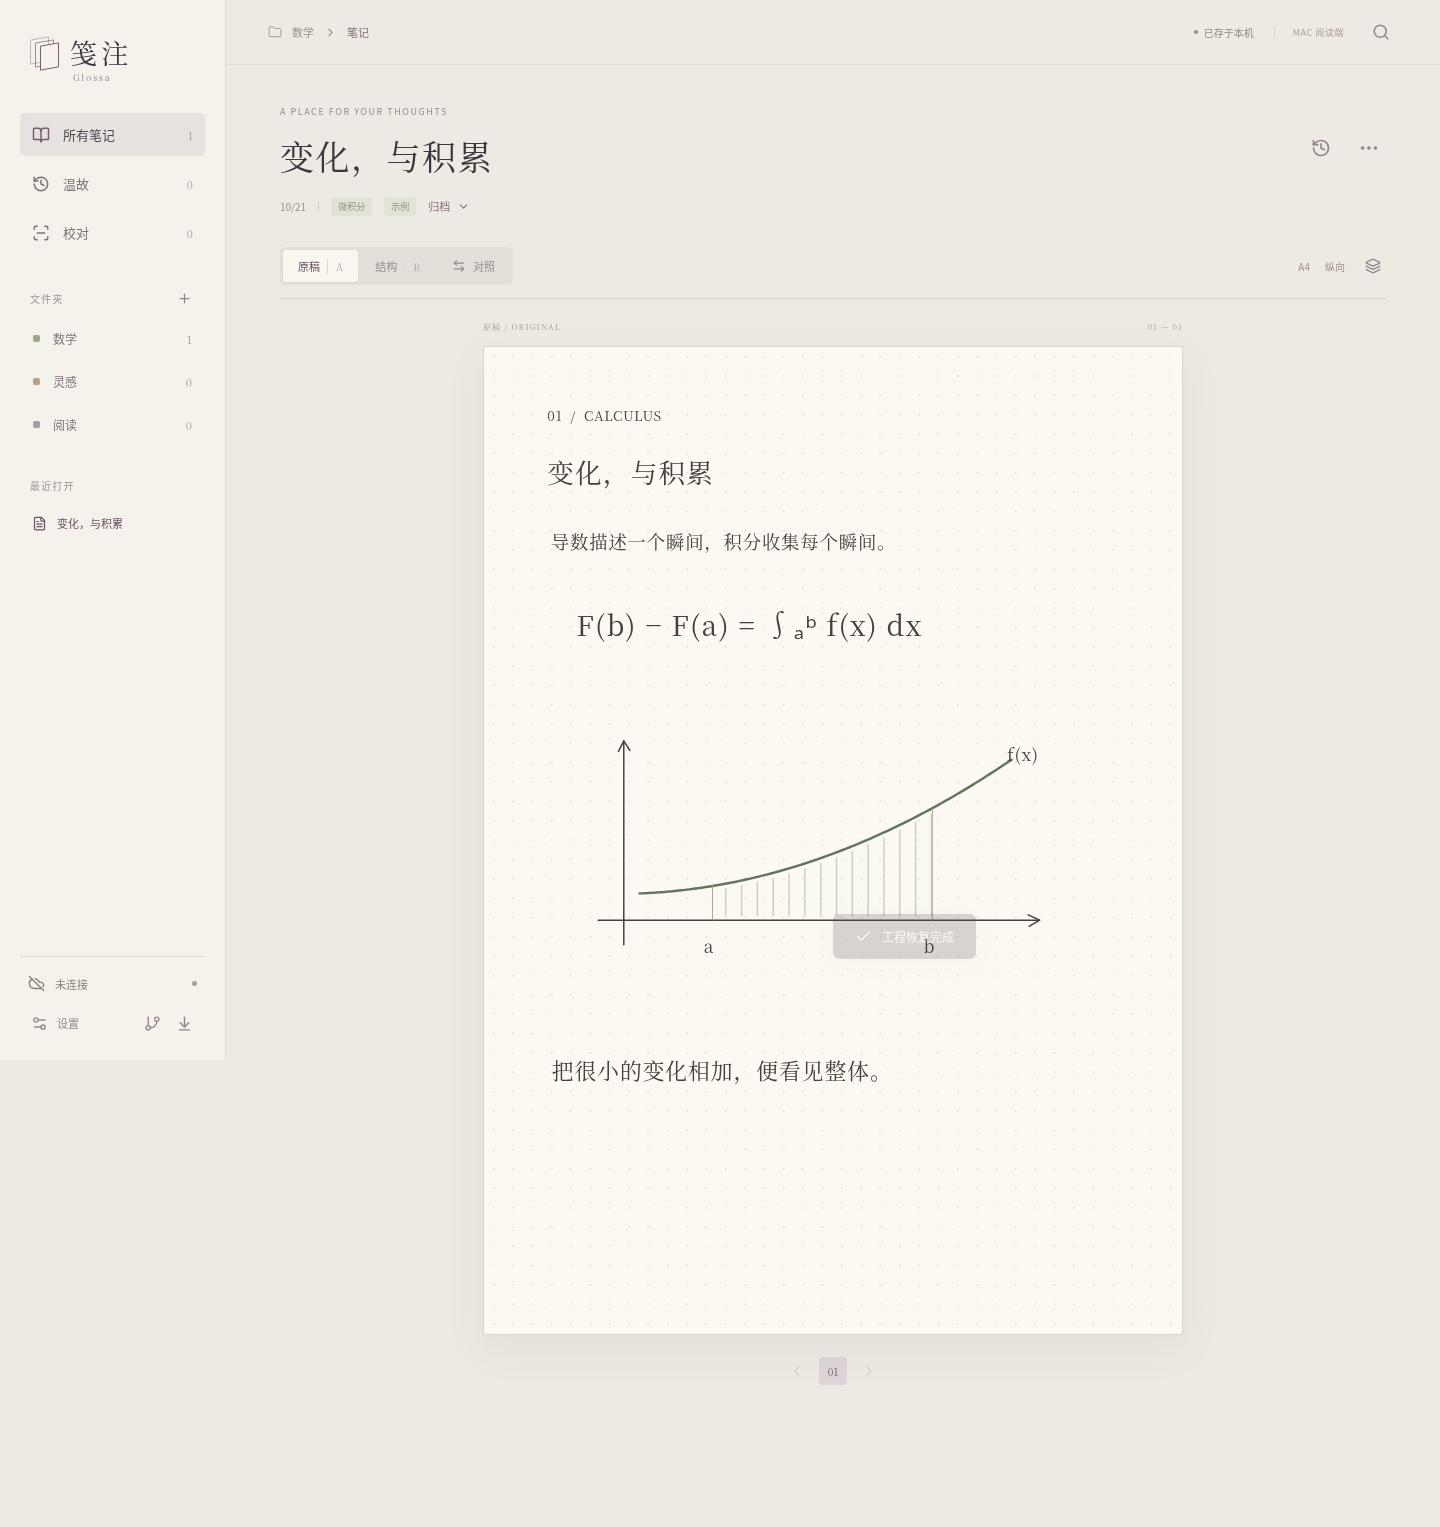 笺注
Glossa
所有笔记 1
温故 0
校对 0
文件夹
数学 1
灵感 0
阅读 0
最近打开
变化，与积累
未连接
设置
数学 > 笔记
已存于本机
MAC 阅读端
A PLACE FOR YOUR THOUGHTS
变化，与积累
10/21 微积分 示例 归档
原稿 A 结构 B 对照
A4 纵向
原稿 / ORIGINAL 01 — 01
01 / CALCULUS
变化，与积累
导数描述一个瞬间，积分收集每个瞬间。
F(b) − F(a) = ∫ₐᵇ f(x) dx
f(x)
工程恢复完成
a b
把很小的变化相加，便看见整体。
01